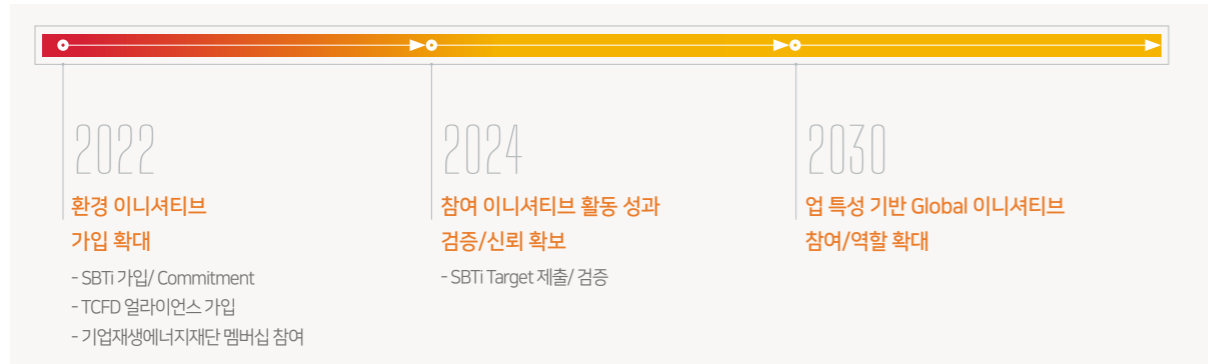 2022
환경 이니셔티브
가입 확대
- SBTi 가입/ Commitment
- TCFD 얼라이언스 가입
- 기업재생에너지재단 멤버십 참여
2024
참여 이니셔티브 활동 성과
검증/신뢰 확보
- SBTi Target 제출/ 검증
2030
업 특성 기반 Global 이니셔티브
참여/역할 확대